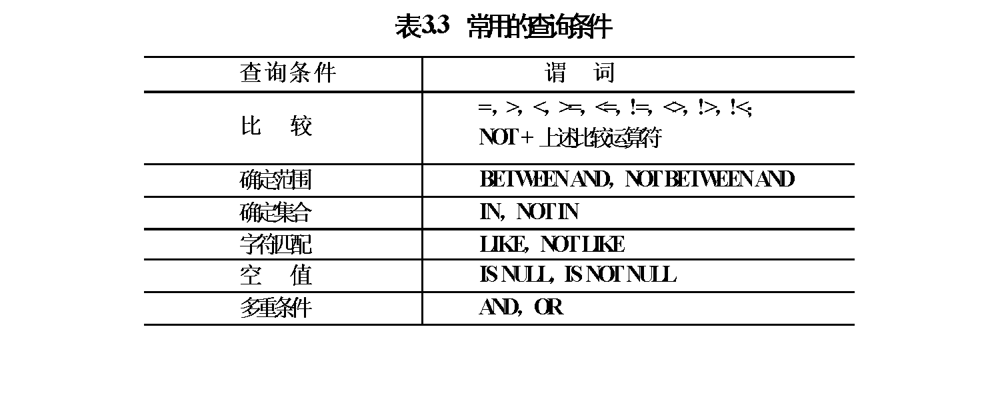 表3.3 常用的查询条件
查询条件 谓 词
比 较 =, >, <, >=, <=, !=, <>, !>, !<;
NOT + 上述比较运算符
确定范围 BETWEEN AND, NOT BETWEEN AND
确定集合 IN, NOT IN
字符匹配 LIKE, NOT LIKE
空 值 IS NULL, IS NOT NULL
多重条件 AND, OR